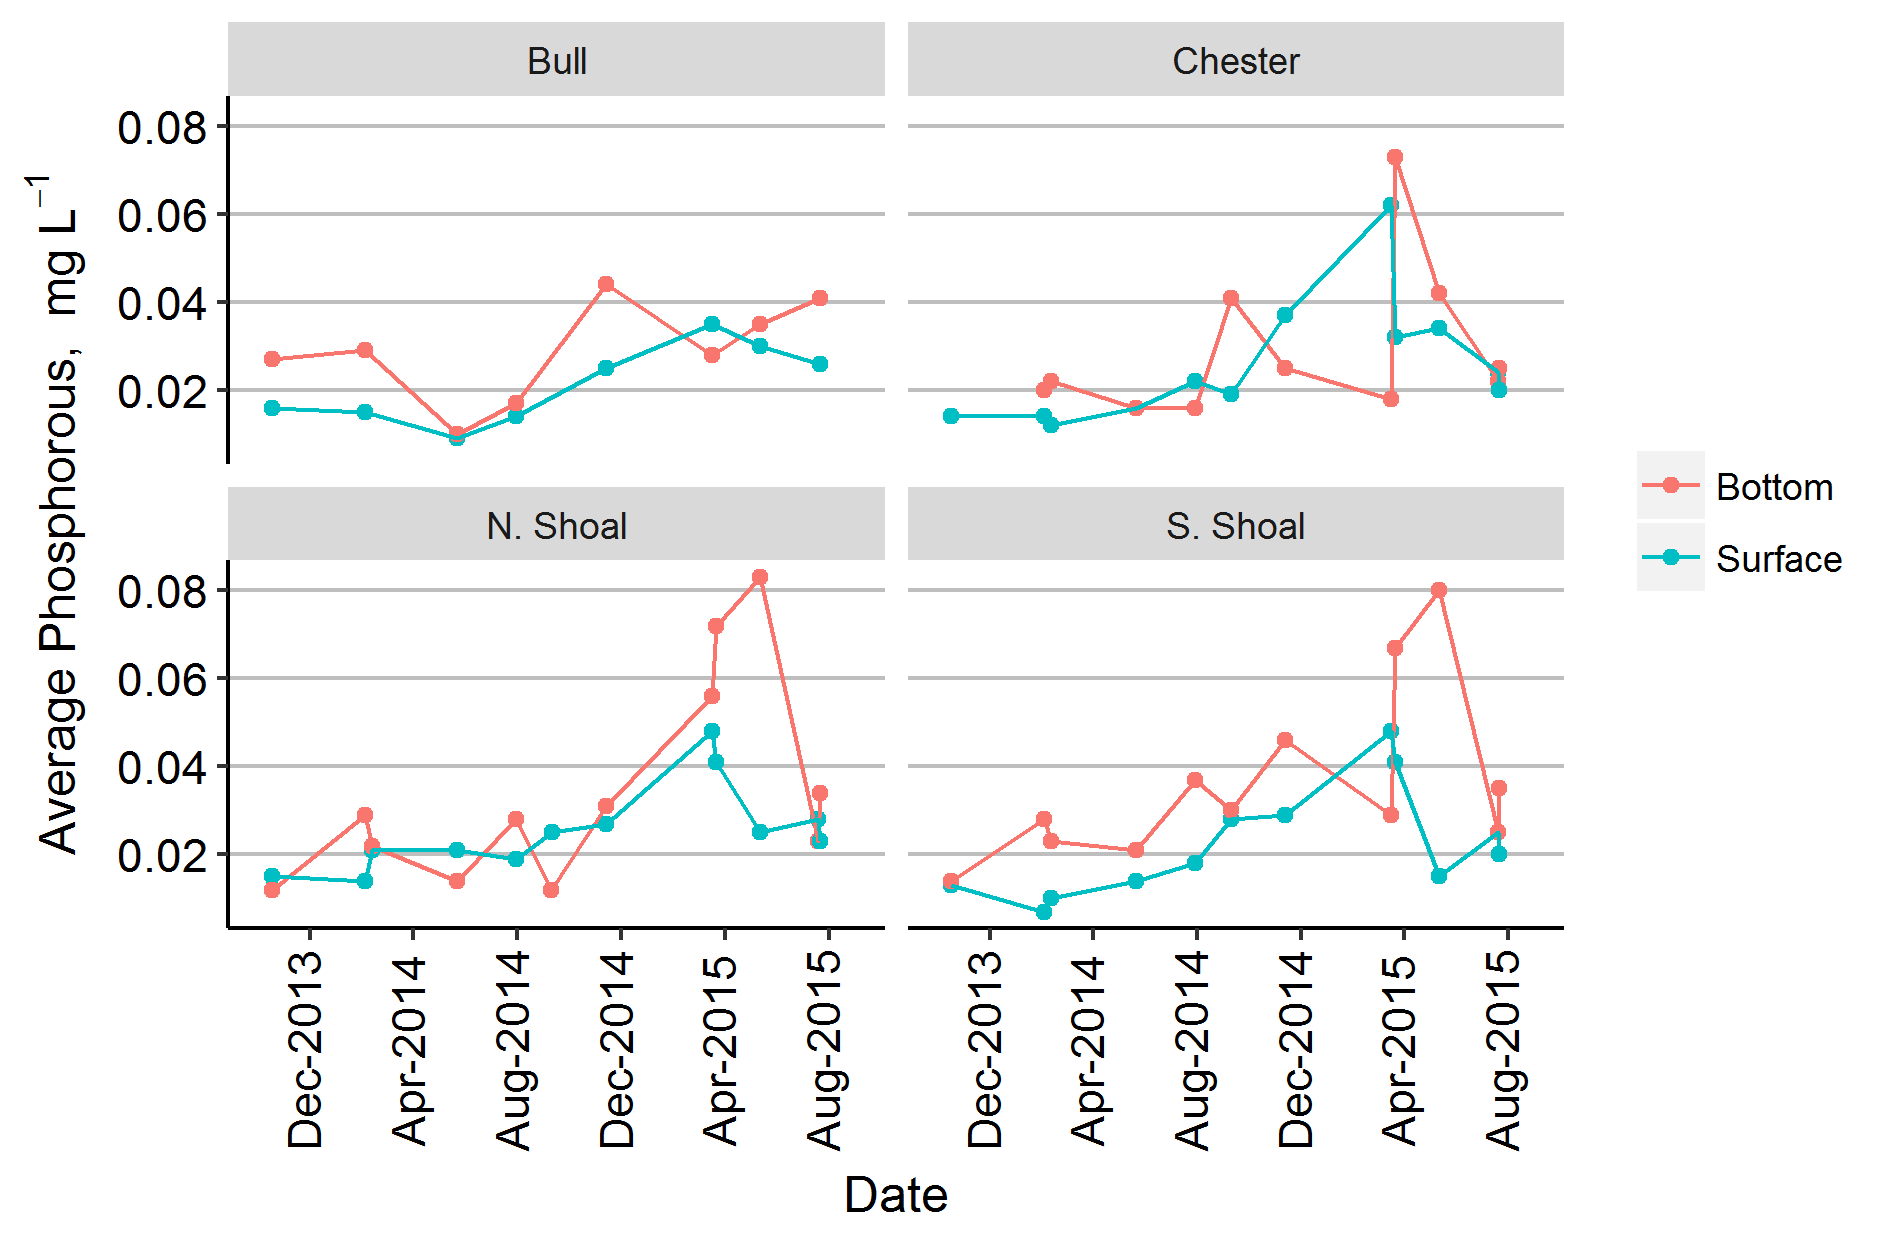 Bull
Chester
0.08
0.06
0.04
0.02
N. Shoal
S. Shoal
0.08
0.06
0.04
0.02
Average Phosphorous, mg L⁻¹
Bottom
Surface
Dec-2013
Apr-2014
Aug-2014
Dec-2014
Apr-2015
Aug-2015
Dec-2013
Apr-2014
Aug-2014
Dec-2014
Apr-2015
Aug-2015
Date